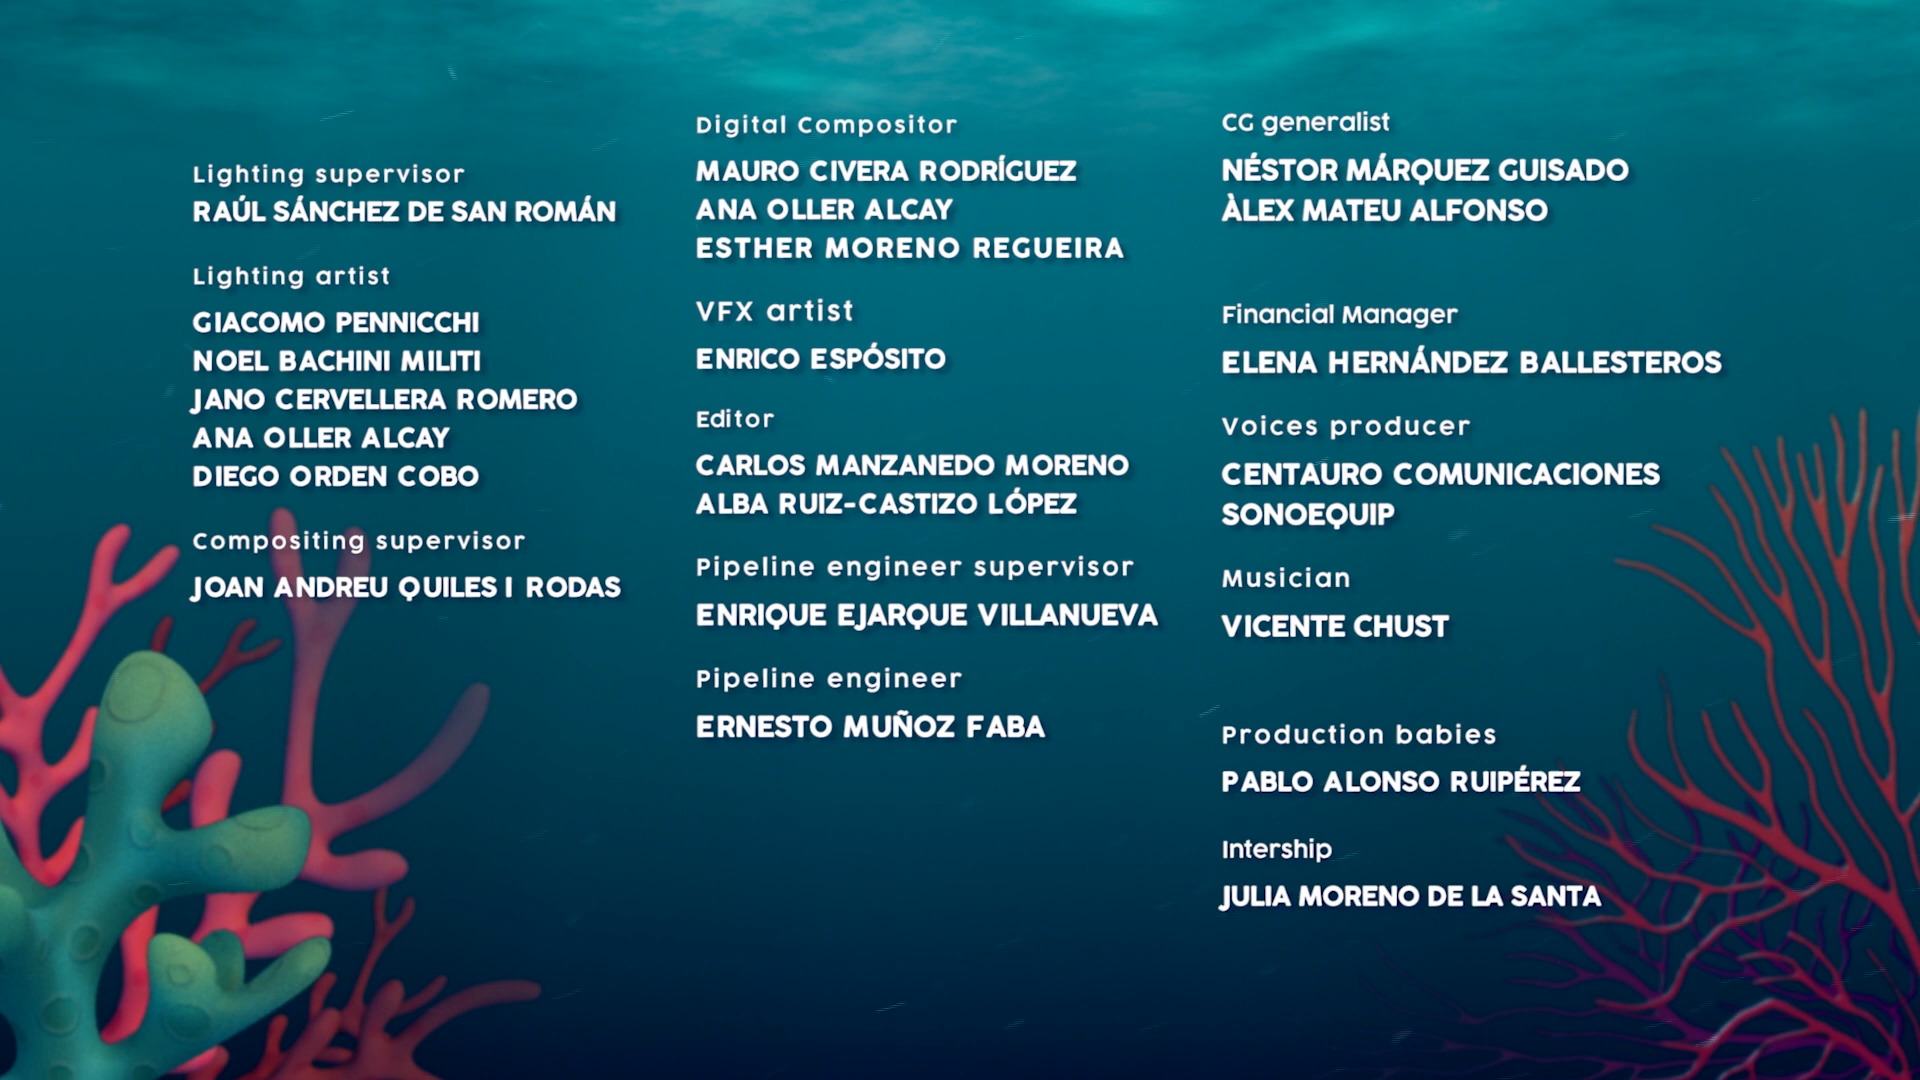 Lighting supervisor
RAÚL SÁNCHEZ DE SAN ROMÁN
Lighting artist
GIACOMO PENNICCHI
NOEL BACHINI MILITI
JANO CERVELLERA ROMERO
ANA OLLER ALCAY
DIEGO ORDEN COBO
Compositing supervisor
JOAN ANDREU QUILES I RODAS
Digital Compositor
MAURO CIVERA RODRÍGUEZ
ANA OLLER ALCAY
ESTHER MORENO REGUEIRA
VFX artist
ENRICO ESPÓSITO
Editor
CARLOS MANZANEDO MORENO
ALBA RUIZ-CASTIZO LÓPEZ
Pipeline engineer supervisor
ENRIQUE EJARQUE VILLANUEVA
Pipeline engineer
ERNESTO MUÑOZ FABA
CG generalist
NÉSTOR MÁRQUEZ GUISADO
ÀLEX MATEU ALFONSO
Financial Manager
ELENA HERNÁNDEZ BALLESTEROS
Voices producer
CENTAURO COMUNICACIONES
SONOEQUIP
Musician
VICENTE CHUST
Production babies
PABLO ALONSO RUIPÉREZ
Intership
JULIA MORENO DE LA SANTA